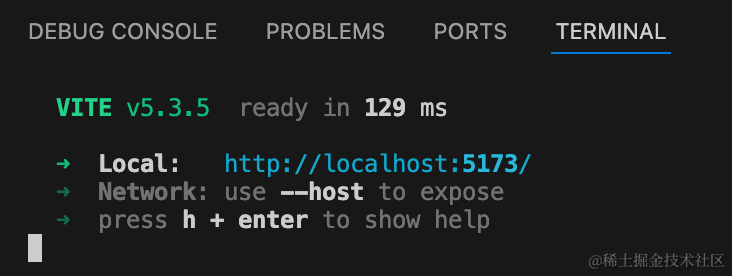 DEBUG CONSOLE PROBLEMS PORTS TERMINAL
VITE v5.3.5 ready in 129 ms
➜ Local: http://localhost:5173/
➜ Network: use --host to expose
➜ press h + enter to show help
@稀土掘金技术社区